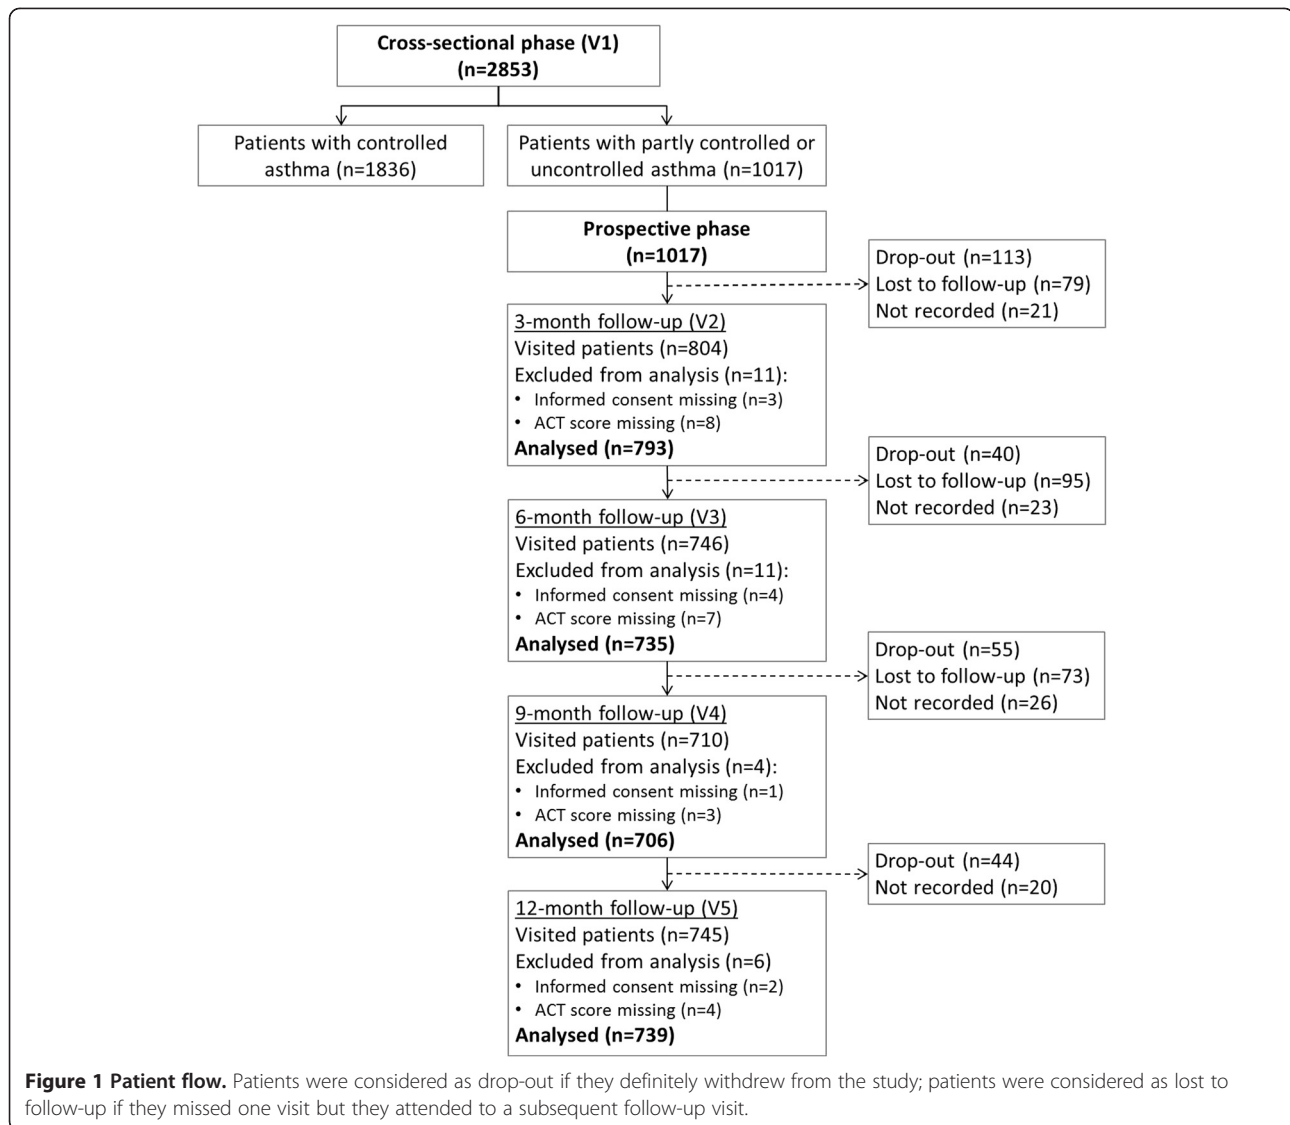 Cross-sectional phase (V1)
(n=2853)
Patients with controlled
asthma (n=1836)
Patients with partly controlled or
uncontrolled asthma (n=1017)
Prospective phase
(n=1017)
Drop-out (n=113)
Lost to follow-up (n=79)
Not recorded (n=21)
3-month follow-up (V2)
Visited patients (n=804)
Excluded from analysis (n=11):
• Informed consent missing (n=3)
• ACT score missing (n=8)
Analysed (n=793)
Drop-out (n=40)
Lost to follow-up (n=95)
Not recorded (n=23)
6-month follow-up (V3)
Visited patients (n=746)
Excluded from analysis (n=11):
• Informed consent missing (n=4)
• ACT score missing (n=7)
Analysed (n=735)
Drop-out (n=55)
Lost to follow-up (n=73)
Not recorded (n=26)
9-month follow-up (V4)
Visited patients (n=710)
Excluded from analysis (n=4):
• Informed consent missing (n=1)
• ACT score missing (n=3)
Analysed (n=706)
Drop-out (n=44)
Not recorded (n=20)
12-month follow-up (V5)
Visited patients (n=745)
Excluded from analysis (n=6)
• Informed consent missing (n=2)
• ACT score missing (n=4)
Analysed (n=739)
Figure 1 Patient flow. Patients were considered as drop-out if they definitely withdrew from the study; patients were considered as lost to
follow-up if they missed one visit but they attended to a subsequent follow-up visit.